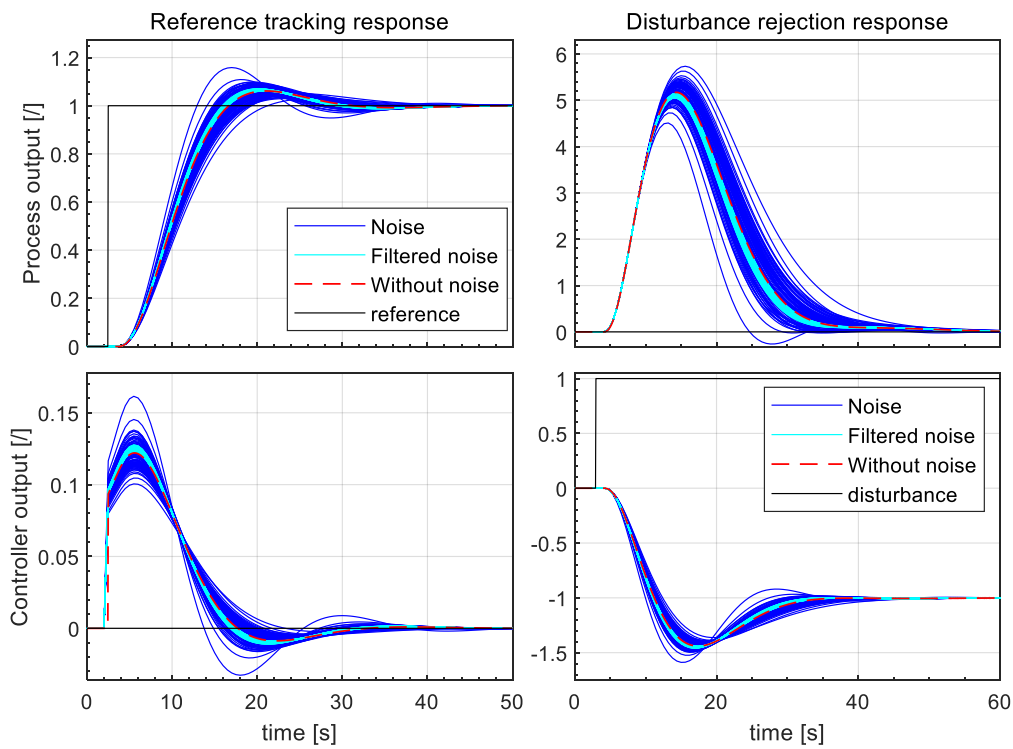 Reference tracking response
Disturbance rejection response
Process output [/]
1.2
1
0.8
0.6
0.4
0.2
0
Noise
Filtered noise
Without noise
reference
6
5
4
3
2
1
0
Controller output [/]
0.15
0.1
0.05
0
0 10 20 30 40 50
time [s]
1
0.5
0
-0.5
-1
-1.5
Noise
Filtered noise
Without noise
disturbance
0 20 40 60
time [s]